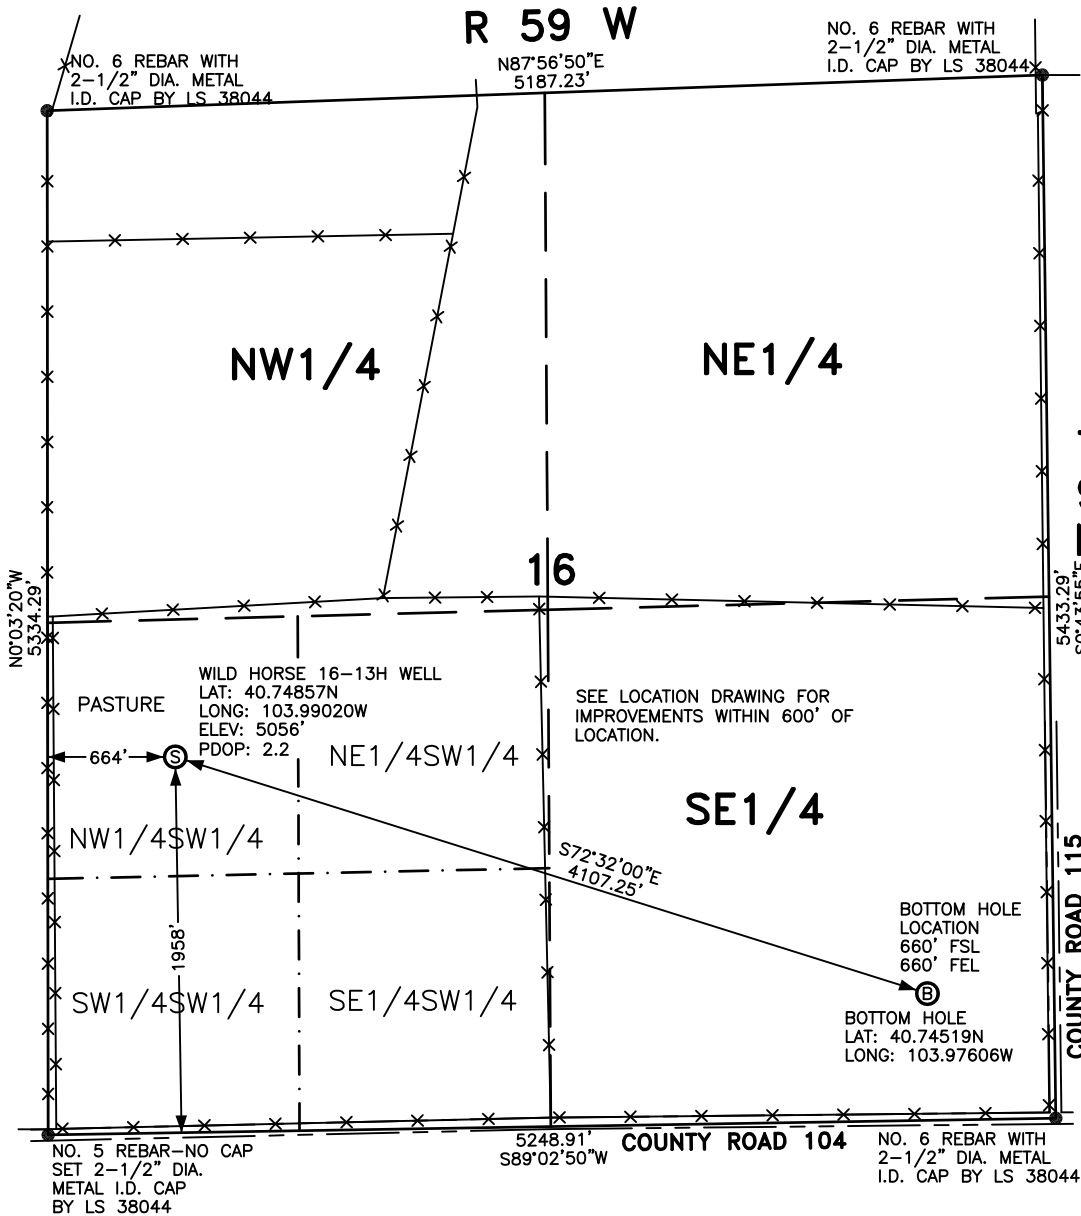 R 59 W
NO. 6 REBAR WITH
2-1/2" DIA. METAL
I.D. CAP BY LS 38044
N87°56'50"E
5187.23'
NO. 6 REBAR WITH
2-1/2" DIA. METAL
I.D. CAP BY LS 38044
NW1/4
NE1/4
16
N0°03'20"W
5334.29'
5433.29'
WILD HORSE 16-13H WELL
LAT: 40.74857N
LONG: 103.99020W
ELEV: 5056'
PDOP: 2.2
PASTURE
SEE LOCATION DRAWING FOR
IMPROVEMENTS WITHIN 600' OF
LOCATION.
664'
S
NE1/4SW1/4
SE1/4
NW1/4SW1/4
S72°32'00"E
4107.25'
COUNTY ROAD 115
1958'
BOTTOM HOLE
LOCATION
660' FSL
660' FEL
B
SW1/4SW1/4
SE1/4SW1/4
BOTTOM HOLE
LAT: 40.74519N
LONG: 103.97606W
5248.91'
S89°02'50"W
COUNTY ROAD 104
NO. 5 REBAR-NO CAP
SET 2-1/2" DIA.
METAL I.D. CAP
BY LS 38044
NO. 6 REBAR WITH
2-1/2" DIA. METAL
I.D. CAP BY LS 38044